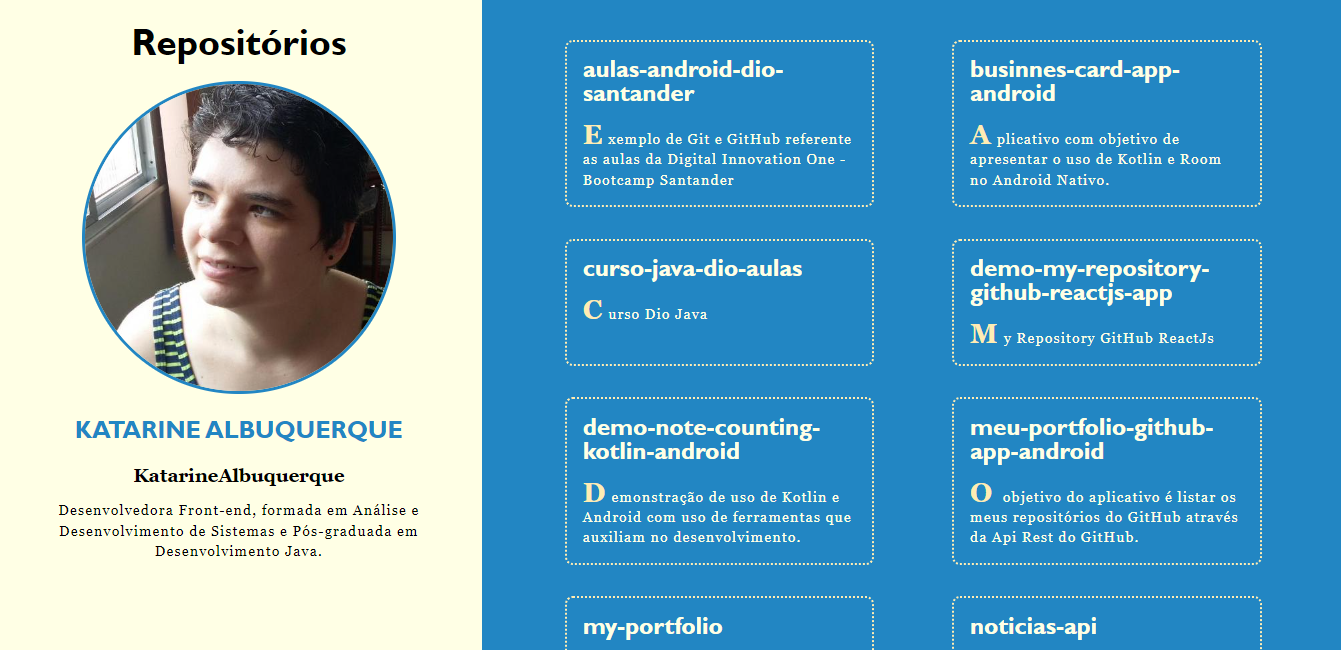 Repositórios
KATARINE ALBUQUERQUE
KatarineAlbuquerque
Desenvolvedora Front-end, formada em Análise e
Desenvolvimento de Sistemas e Pós-graduada em
Desenvolvimento Java.
aulas-android-dio-
santander
Exemplo de Git e GitHub referente
as aulas da Digital Innovation One -
Bootcamp Santander
businnes-card-app-
android
Aplicativo com objetivo de
apresentar o uso de Kotlin e Room
no Android Nativo.
curso-java-dio-aulas
Curso Dio Java
demo-my-repository-
github-reactjs-app
My Repository GitHub ReactJs
demo-note-counting-
kotlin-android
Demonstração de uso de Kotlin e
Android com uso de ferramentas que
auxiliam no desenvolvimento.
meu-portfolio-github-
app-android
O objetivo do aplicativo é listar os
meus repositórios do GitHub através
da Api Rest do GitHub.
my-portfolio
noticias-api